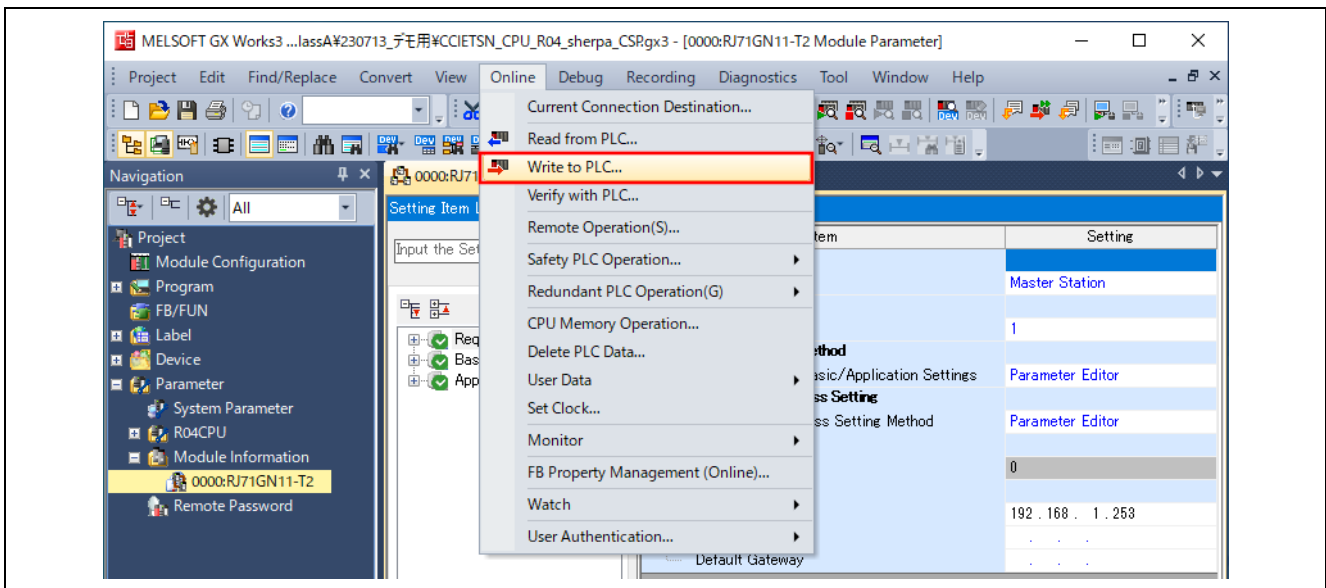 MELSOFT GX Works3 ...lassA¥230713_デモ用¥CCIETSN_CPU_R04_sherpa_CSP.gx3 - [0000:RJ71GN11-T2 Module Parameter]
Project Edit Find/Replace Convert View Online Debug Recording Diagnostics Tool Window Help
Navigation
All
Project
Module Configuration
Program
FB/FUN
Label
Device
Parameter
System Parameter
R04CPU
Module Information
0000:RJ71GN11-T2
Remote Password
0000:RJ71
Setting Item L
Input the Set
Req
Bas
App
Current Connection Destination...
Read from PLC...
Write to PLC...
Verify with PLC...
Remote Operation(S)...
Safety PLC Operation...
Redundant PLC Operation(G)
CPU Memory Operation...
Delete PLC Data...
User Data
Set Clock...
Monitor
FB Property Management (Online)...
Watch
User Authentication...
tem Setting
Master Station
1
ethod
asic/Application Settings Parameter Editor
ss Setting
ss Setting Method Parameter Editor
0
192 . 168 . 1 . 253
. . .
Default Gateway . . .